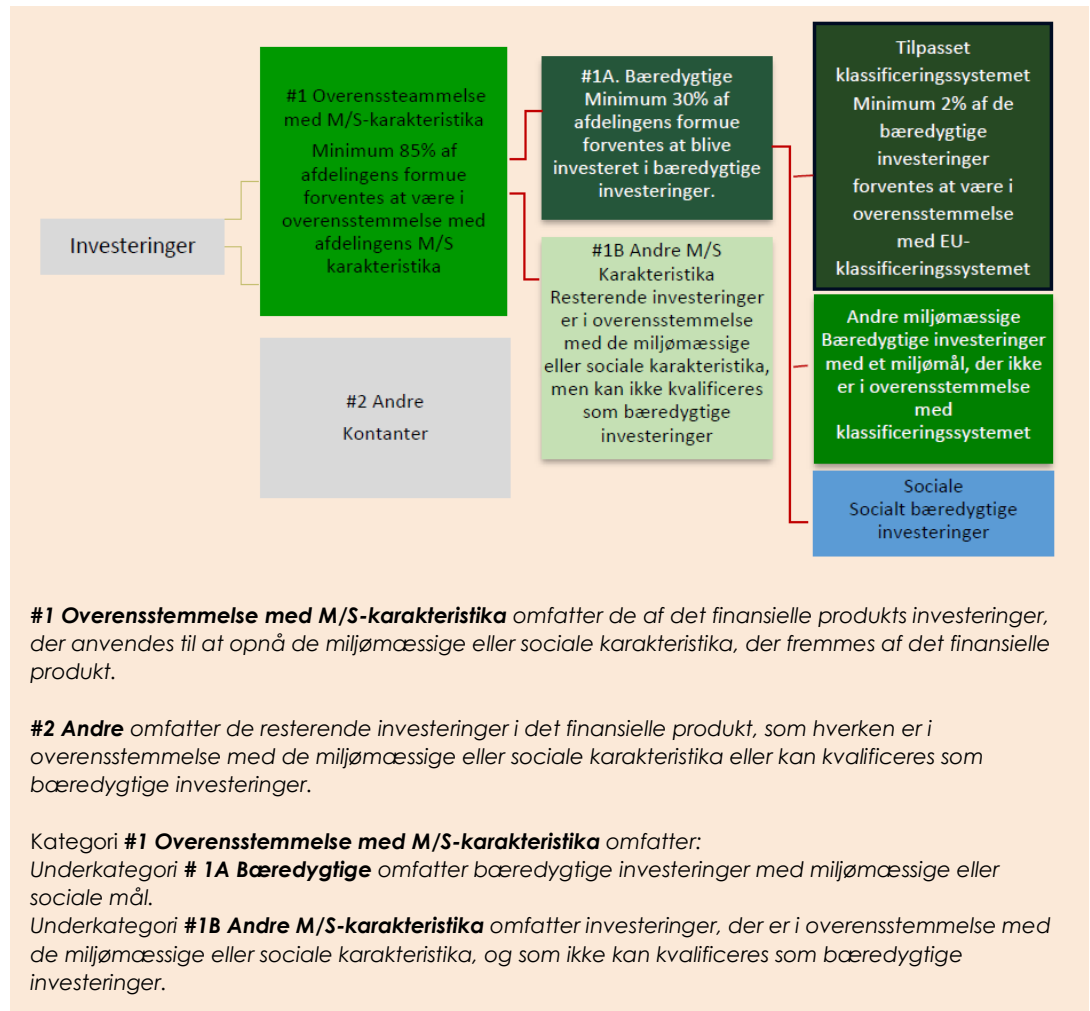 Investeringer
#1 Overenssteammelse
med M/S-karakteristika
Minimum 85% af
afdelingens formue
forventes at være i
overensstemmelse med
afdelingens M/S
karakteristika
#2 Andre
Kontanter
#1A. Bæredygtige
Minimum 30% af
afdelingens formue
forventes at blive
investeret i bæredygtige
investeringer.
#1B Andre M/S
Karakteristika
Resterende investeringer
er i overensstemmelse
med de miljømæssige
eller sociale karakteristika,
men kan ikke kvalificeres
som bæredygtige
investeringer
Tilpasset
klassificeringssystemet
Minimum 2% af de
bæredygtige
investeringer
forventes at være i
overensstemmelse
med EU-
klassificeringssystemet
Andre miljømæssige
Bæredygtige investeringer
med et miljømål, der ikke
er i overensstemmelse
med
klassificeringssystemet
Sociale
Socialt bæredygtige
investeringer
#1 Overensstemmelse med M/S-karakteristika omfatter de af det finansielle produkts investeringer,
der anvendes til at opnå de miljømæssige eller sociale karakteristika, der fremmes af det finansielle
produkt.
#2 Andre omfatter de resterende investeringer i det finansielle produkt, som hverken er i
overensstemmelse med de miljømæssige eller sociale karakteristika eller kan kvalificeres som
bæredygtige investeringer.
Kategori #1 Overensstemmelse med M/S-karakteristika omfatter:
Underkategori # 1A Bæredygtige omfatter bæredygtige investeringer med miljømæssige eller
sociale mål.
Underkategori #1B Andre M/S-karakteristika omfatter investeringer, der er i overensstemmelse med
de miljømæssige eller sociale karakteristika, og som ikke kan kvalificeres som bæredygtige
investeringer.